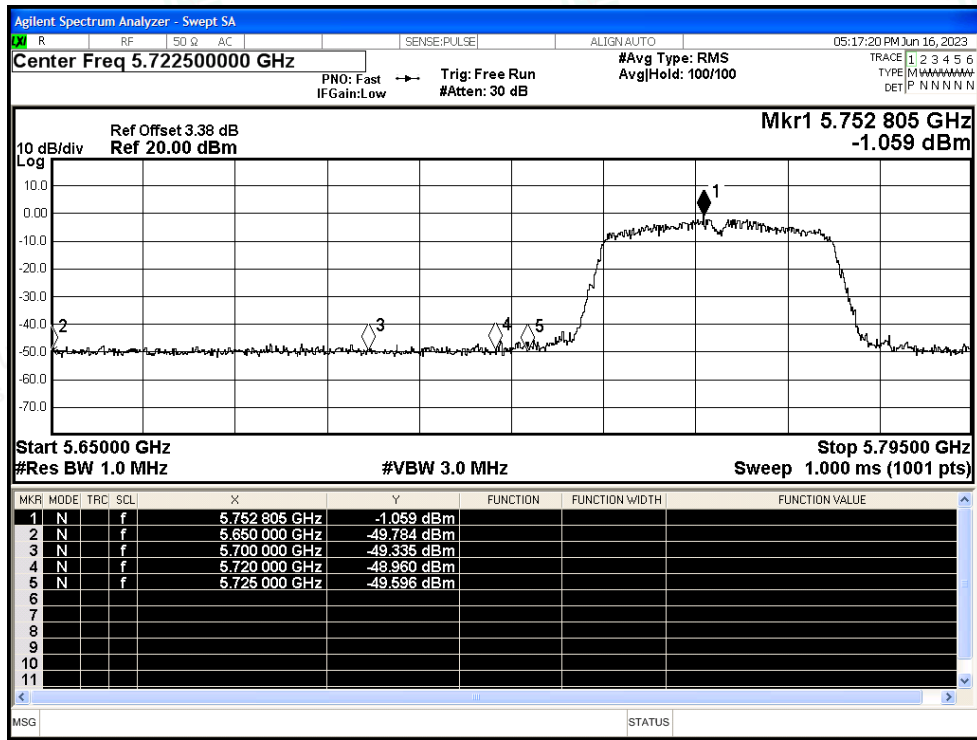 Agilent Spectrum Analyzer - Swept SA
LXI R RF 50 Ω AC SENSE:PULSE ALIGN AUTO 05:17:20 PM Jun 16, 2023
Center Freq 5.722500000 GHz
PNO: Fast
IFGain:Low
Trig: Free Run
#Atten: 30 dB
#Avg Type: RMS
Avg|Hold: 100/100
TRACE 1 2 3 4 5 6
TYPE M
DET P N N N N N
Mkr1 5.752 805 GHz
-1.059 dBm
Ref Offset 3.38 dB
10 dB/div Ref 20.00 dBm
Log
10.0
0.00
-10.0
-20.0
-30.0
-40.0
-50.0
-60.0
-70.0
1
2
3
4
5
Start 5.65000 GHz Stop 5.79500 GHz
#Res BW 1.0 MHz #VBW 3.0 MHz Sweep 1.000 ms (1001 pts)
MKR MODE TRC SCL X Y FUNCTION FUNCTION WIDTH FUNCTION VALUE
1 N f 5.752 805 GHz -1.059 dBm
2 N f 5.650 000 GHz -49.784 dBm
3 N f 5.700 000 GHz -49.335 dBm
4 N f 5.720 000 GHz -48.960 dBm
5 N f 5.725 000 GHz -49.596 dBm
6
7
8
9
10
11
MSG STATUS